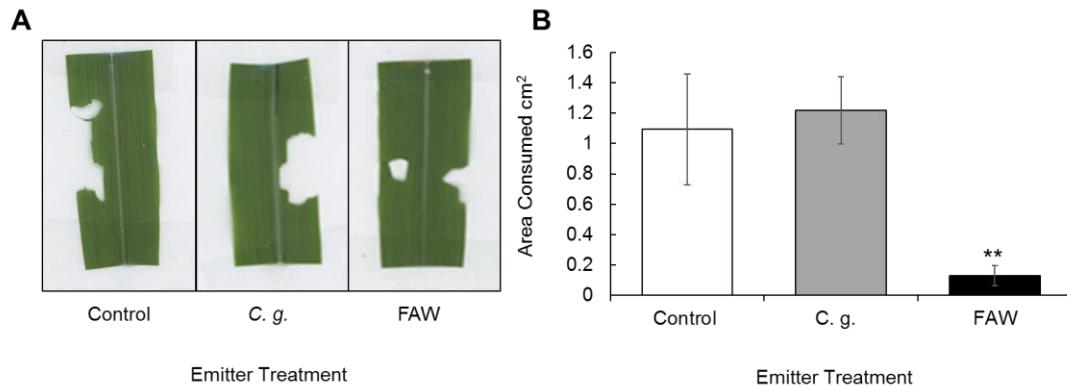 A
Control
C. g.
FAW
Emitter Treatment
B
Area Consumed cm²
1.6
1.4
1.2
1
0.8
0.6
0.4
0.2
0
**
Control
C. g.
FAW
Emitter Treatment